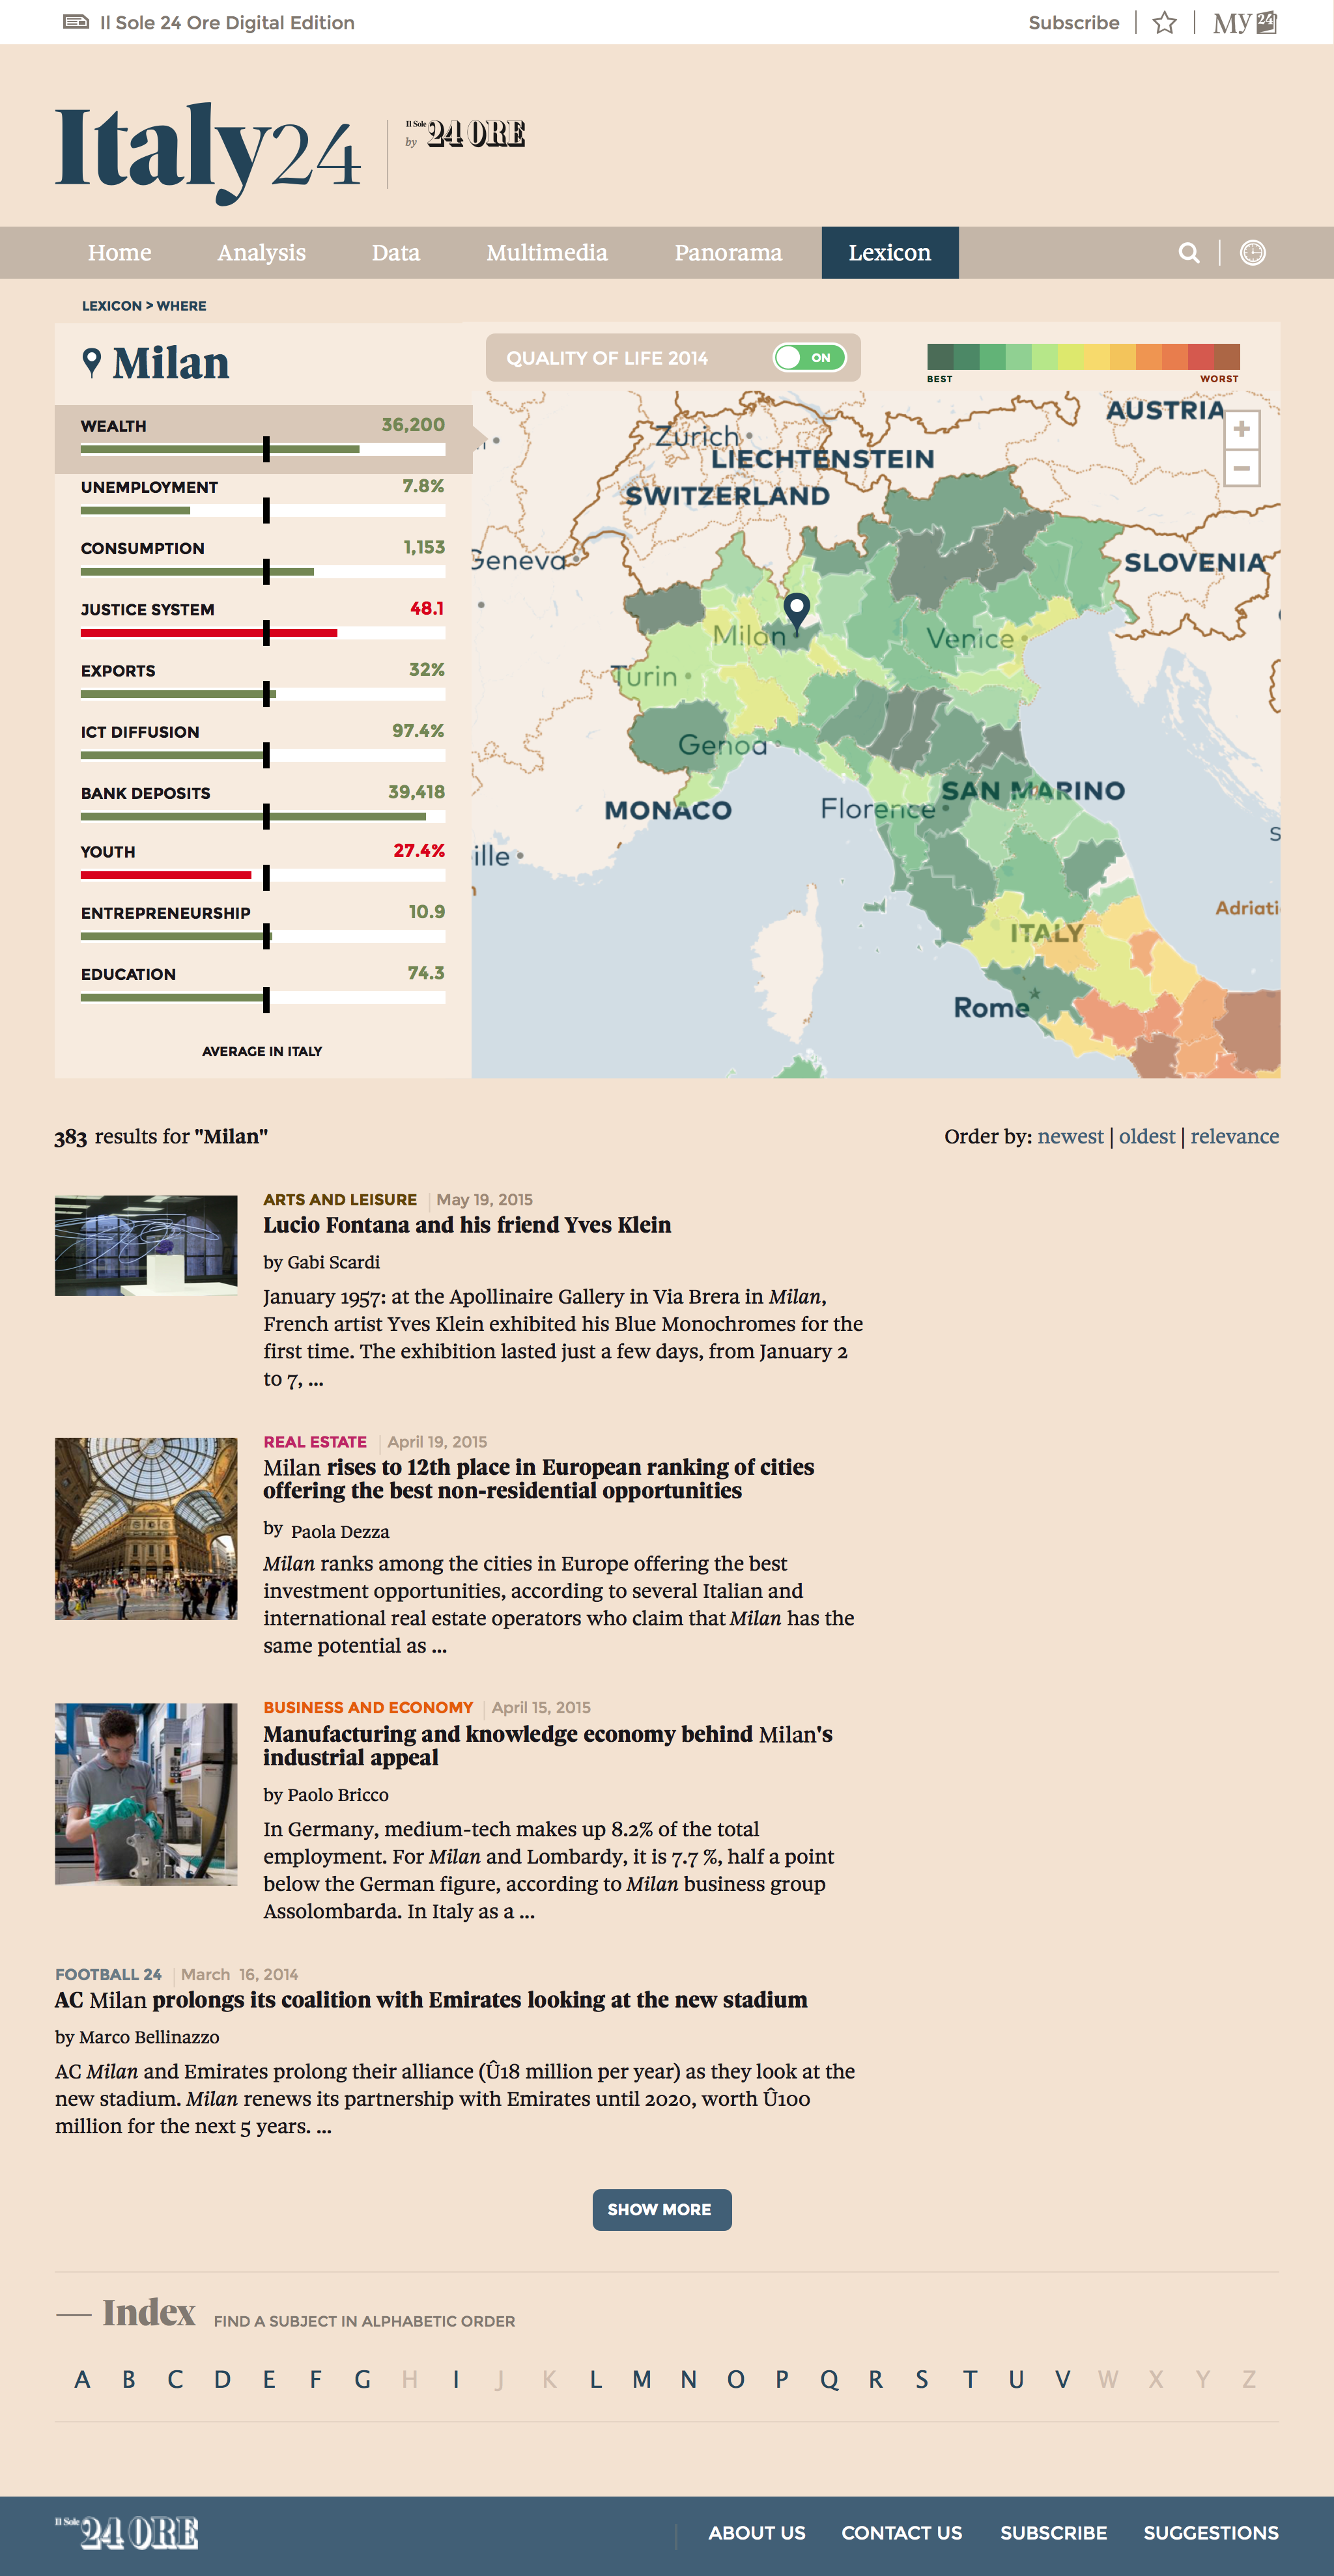 Il Sole 24 Ore Digital Edition
Subscribe
My 24
Italy24
by Il Sole 24 ORE
Home Analysis Data Multimedia Panorama Lexicon
LEXICON > WHERE
Milan
QUALITY OF LIFE 2014
ON
BEST
WORST
WEALTH 36,200
UNEMPLOYMENT 7.8%
CONSUMPTION 1,153
JUSTICE SYSTEM 48.1
EXPORTS 32%
ICT DIFFUSION 97.4%
BANK DEPOSITS 39,418
YOUTH 27.4%
ENTREPRENEURSHIP 10.9
EDUCATION 74.3
AVERAGE IN ITALY
AUSTRIA
+
−
Zurich
LIECHTENSTEIN
SWITZERLAND
Geneva
SLOVENIA
Milan
Venice
Turin
Genoa
MONACO
SAN MARINO
Florence
ille
S
Adriati
ITALY
Rome
383 results for "Milan"
Order by: newest | oldest | relevance
ARTS AND LEISURE | May 19, 2015
Lucio Fontana and his friend Yves Klein
by Gabi Scardi
January 1957: at the Apollinaire Gallery in Via Brera in Milan,
French artist Yves Klein exhibited his Blue Monochromes for the
first time. The exhibition lasted just a few days, from January 2
to 7, ...
REAL ESTATE | April 19, 2015
Milan rises to 12th place in European ranking of cities
offering the best non-residential opportunities
by Paola Dezza
Milan ranks among the cities in Europe offering the best
investment opportunities, according to several Italian and
international real estate operators who claim that Milan has the
same potential as ...
BUSINESS AND ECONOMY | April 15, 2015
Manufacturing and knowledge economy behind Milan's
industrial appeal
by Paolo Bricco
In Germany, medium-tech makes up 8.2% of the total
employment. For Milan and Lombardy, it is 7.7 %, half a point
below the German figure, according to Milan business group
Assolombarda. In Italy as a ...
FOOTBALL 24 | March 16, 2014
AC Milan prolongs its coalition with Emirates looking at the new stadium
by Marco Bellinazzo
AC Milan and Emirates prolong their alliance (Û18 million per year) as they look at the
new stadium. Milan renews its partnership with Emirates until 2020, worth Û100
million for the next 5 years. ...
SHOW MORE
Index FIND A SUBJECT IN ALPHABETIC ORDER
A B C D E F G H I J K L M N O P Q R S T U V W X Y Z
Il Sole 24 ORE
ABOUT US CONTACT US SUBSCRIBE SUGGESTIONS